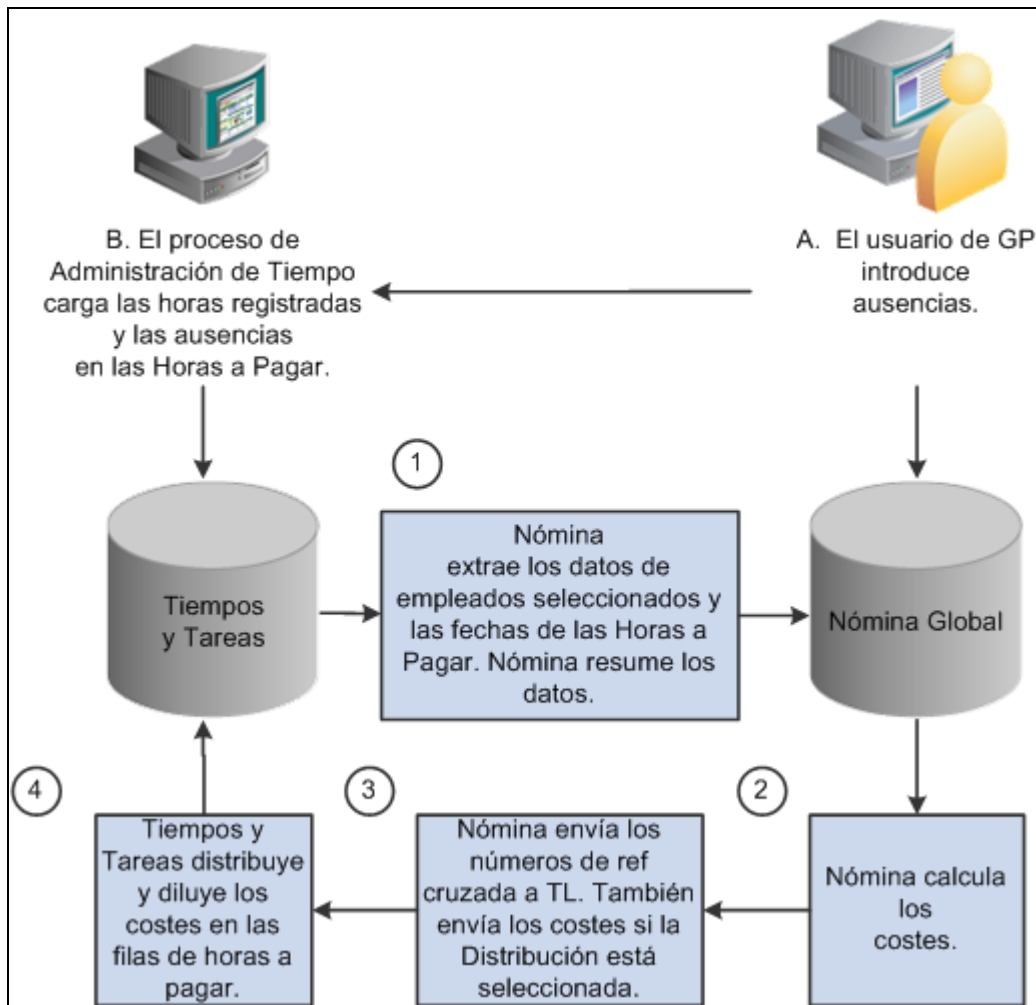 B. El proceso de
Administración de Tiempo
carga las horas registradas
y las ausencias
en las Horas a Pagar.
A. El usuario de GP
introduce
ausencias.
1
Tiempos
y Tareas
Nómina
extrae los datos de
empleados seleccionados y
las fechas de las Horas a
Pagar. Nómina resume los
datos.
Nómina Global
4
Tiempos y
Tareas distribuye
y diluye los
costes en las
filas de horas a
pagar.
3
Nómina envía los
números de ref
cruzada a TL. También
envía los costes si la
Distribución está
seleccionada.
2
Nómina calcula
los
costes.